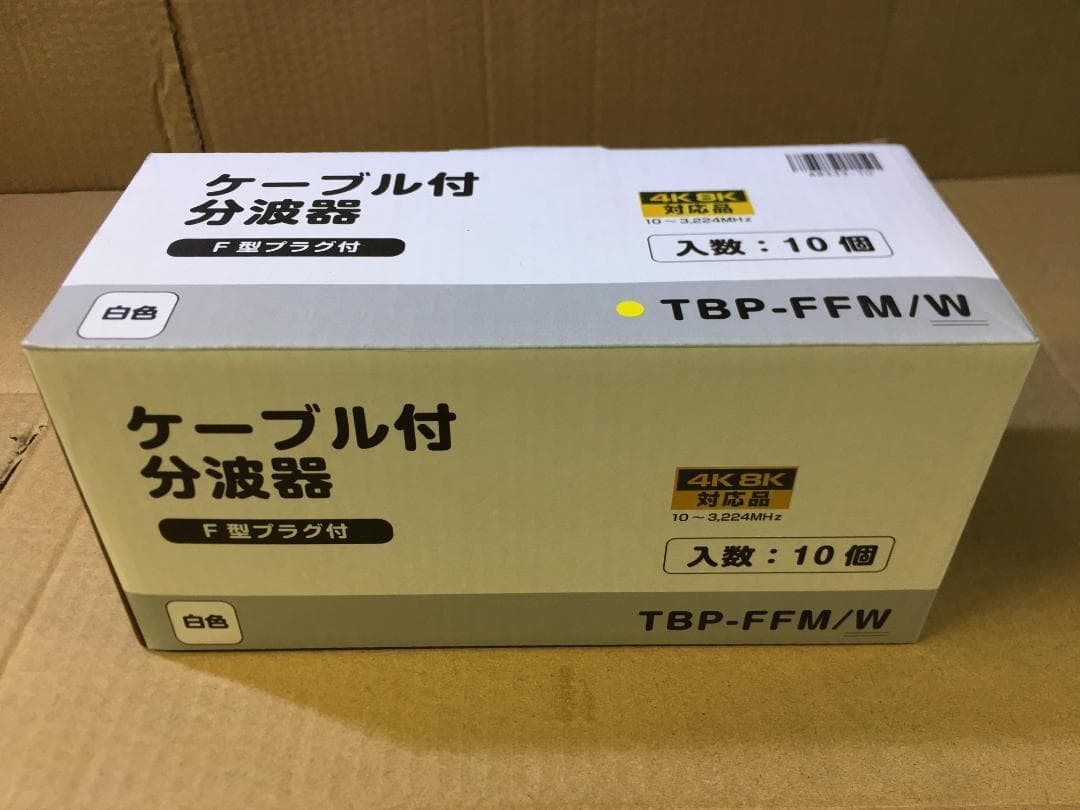 ケーブル付
分波器
F型プラグ付
4K 8K
対応品
10～3,224MHz
入数：10個
白色
TBP-FFM/W
ケーブル付
分波器
F型プラグ付
4K 8K
対応品
10～3,224MHz
入数：10個
白色
TBP-FFM/W